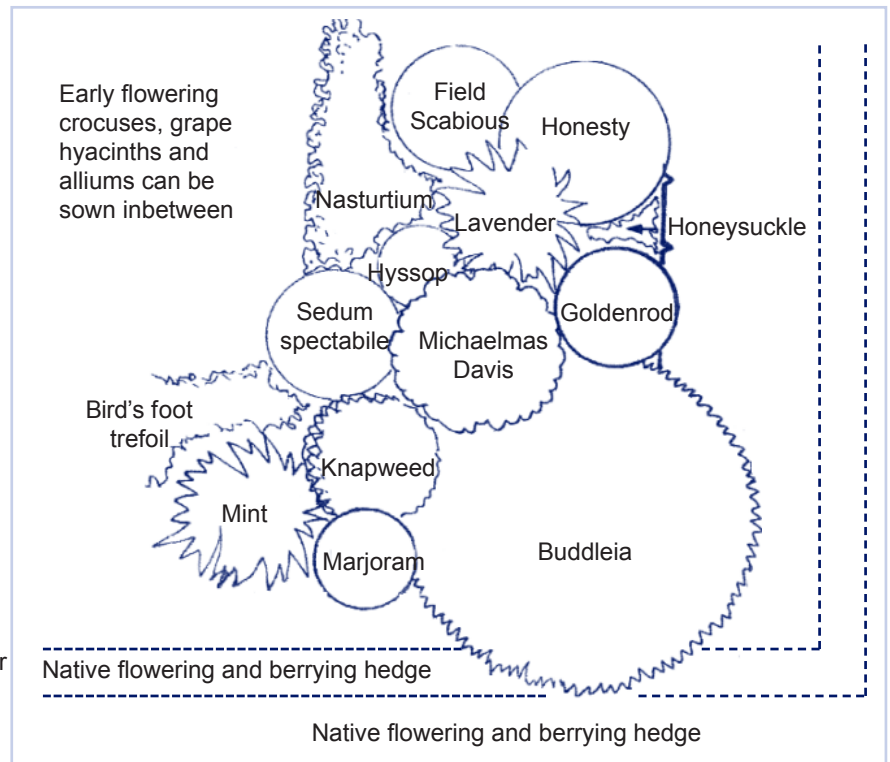 Early flowering
crocuses, grape
hyacinths and
alliums can be
sown inbetween
Field
Scabious
Honesty
Nasturtium
Lavender
Honeysuckle
Hyssop
Sedum
spectabile
Michaelmas
Davis
Goldenrod
Bird's foot
trefoil
Knapweed
Mint
Marjoram
Buddleia
r
Native flowering and berrying hedge
Native flowering and berrying hedge